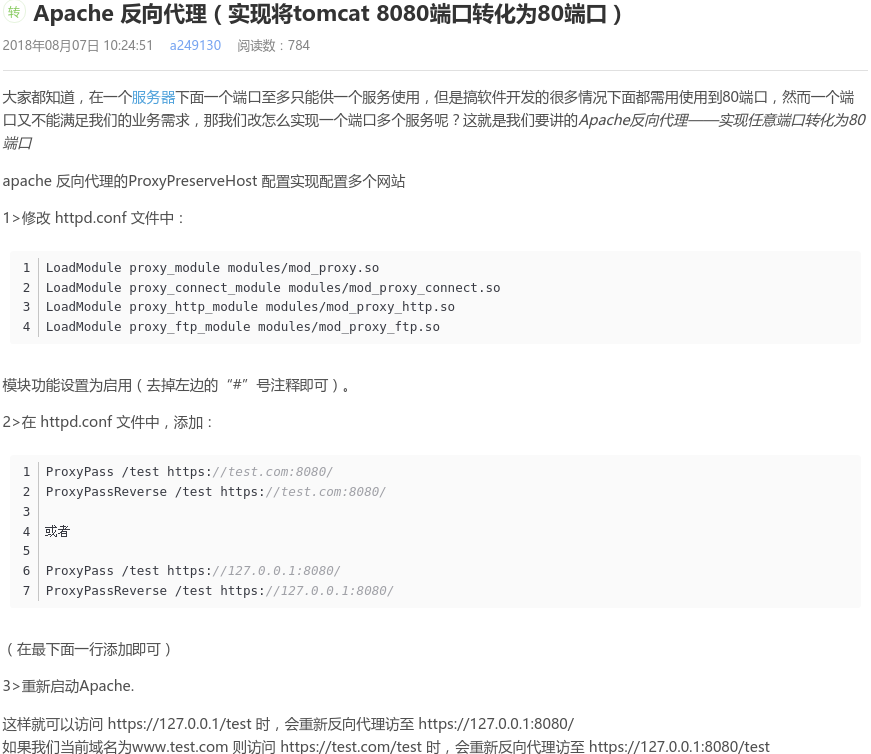 转 Apache 反向代理（实现将tomcat 8080端口转化为80端口）
2018年08月07日 10:24:51 a249130 阅读数：784
大家都知道，在一个服务器下面一个端口至多只能供一个服务使用，但是搞软件开发的很多情况下面都需用使用到80端口，然而一个端
口又不能满足我们的业务需求，那我们改怎么实现一个端口多个服务呢？这就是我们要讲的Apache反向代理——实现任意端口转化为80
端口
apache 反向代理的ProxyPreserveHost 配置实现配置多个网站
1>修改 httpd.conf 文件中：
1 LoadModule proxy_module modules/mod_proxy.so
2 LoadModule proxy_connect_module modules/mod_proxy_connect.so
3 LoadModule proxy_http_module modules/mod_proxy_http.so
4 LoadModule proxy_ftp_module modules/mod_proxy_ftp.so
模块功能设置为启用（去掉左边的“#”号注释即可）。
2>在 httpd.conf 文件中，添加：
1 ProxyPass /test https://test.com:8080/
2 ProxyPassReverse /test https://test.com:8080/
3
4 或者
5
6 ProxyPass /test https://127.0.0.1:8080/
7 ProxyPassReverse /test https://127.0.0.1:8080/
（在最下面一行添加即可）
3>重新启动Apache.
这样就可以访问 https://127.0.0.1/test 时，会重新反向代理访至 https://127.0.0.1:8080/
如果我们当前域名为www.test.com 则访问 https://test.com/test 时，会重新反向代理访至 https://127.0.0.1:8080/test